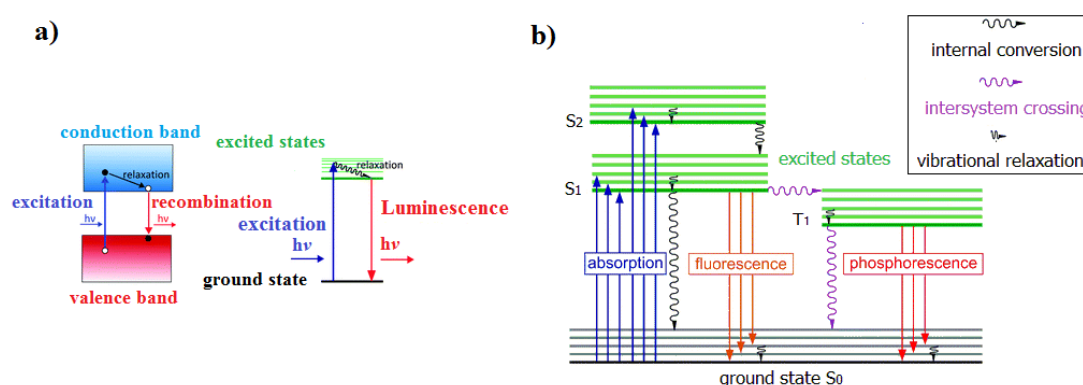 a)
conduction band
relaxation
excitation
recombination
hν
hν
valence band
excited states
relaxation
excitation
hν
Luminescence
hν
ground state
b)
internal conversion
intersystem crossing
vibrational relaxation
S2
S1
excited states
T1
absorption
fluorescence
phosphorescence
ground state S0